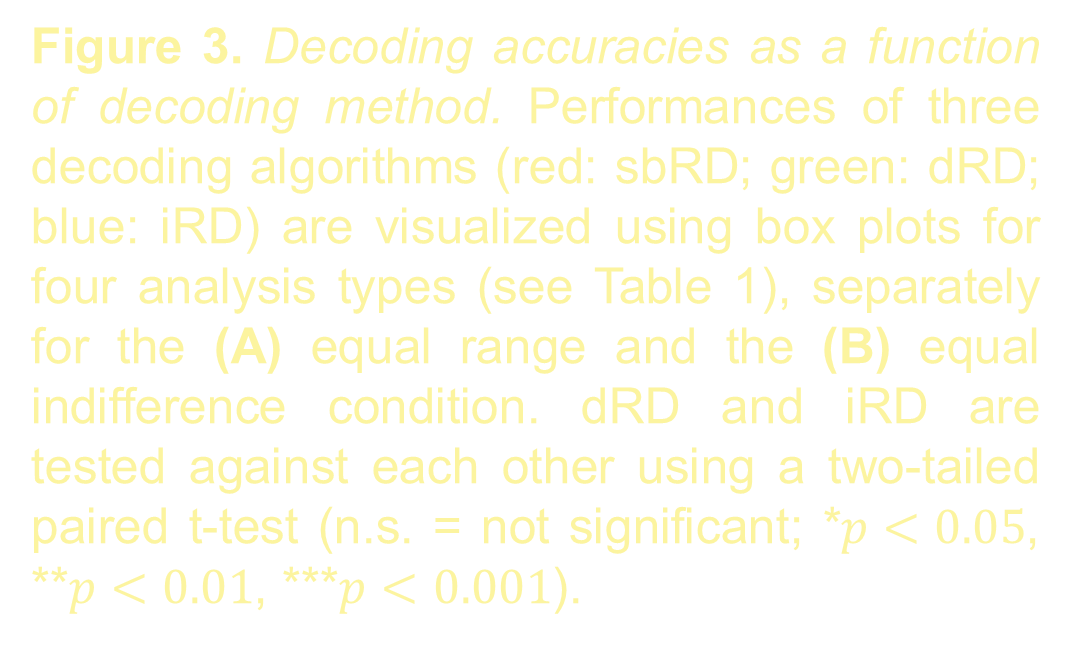 Figure 3. Decoding accuracies as a function
of decoding method. Performances of three
decoding algorithms (red: sbRD; green: dRD;
blue: iRD) are visualized using box plots for
four analysis types (see Table 1), separately
for the (A) equal range and the (B) equal
indifference condition. dRD and iRD are
tested against each other using a two-tailed
paired t-test (n.s. = not significant; *p < 0.05,
**p < 0.01, ***p < 0.001).